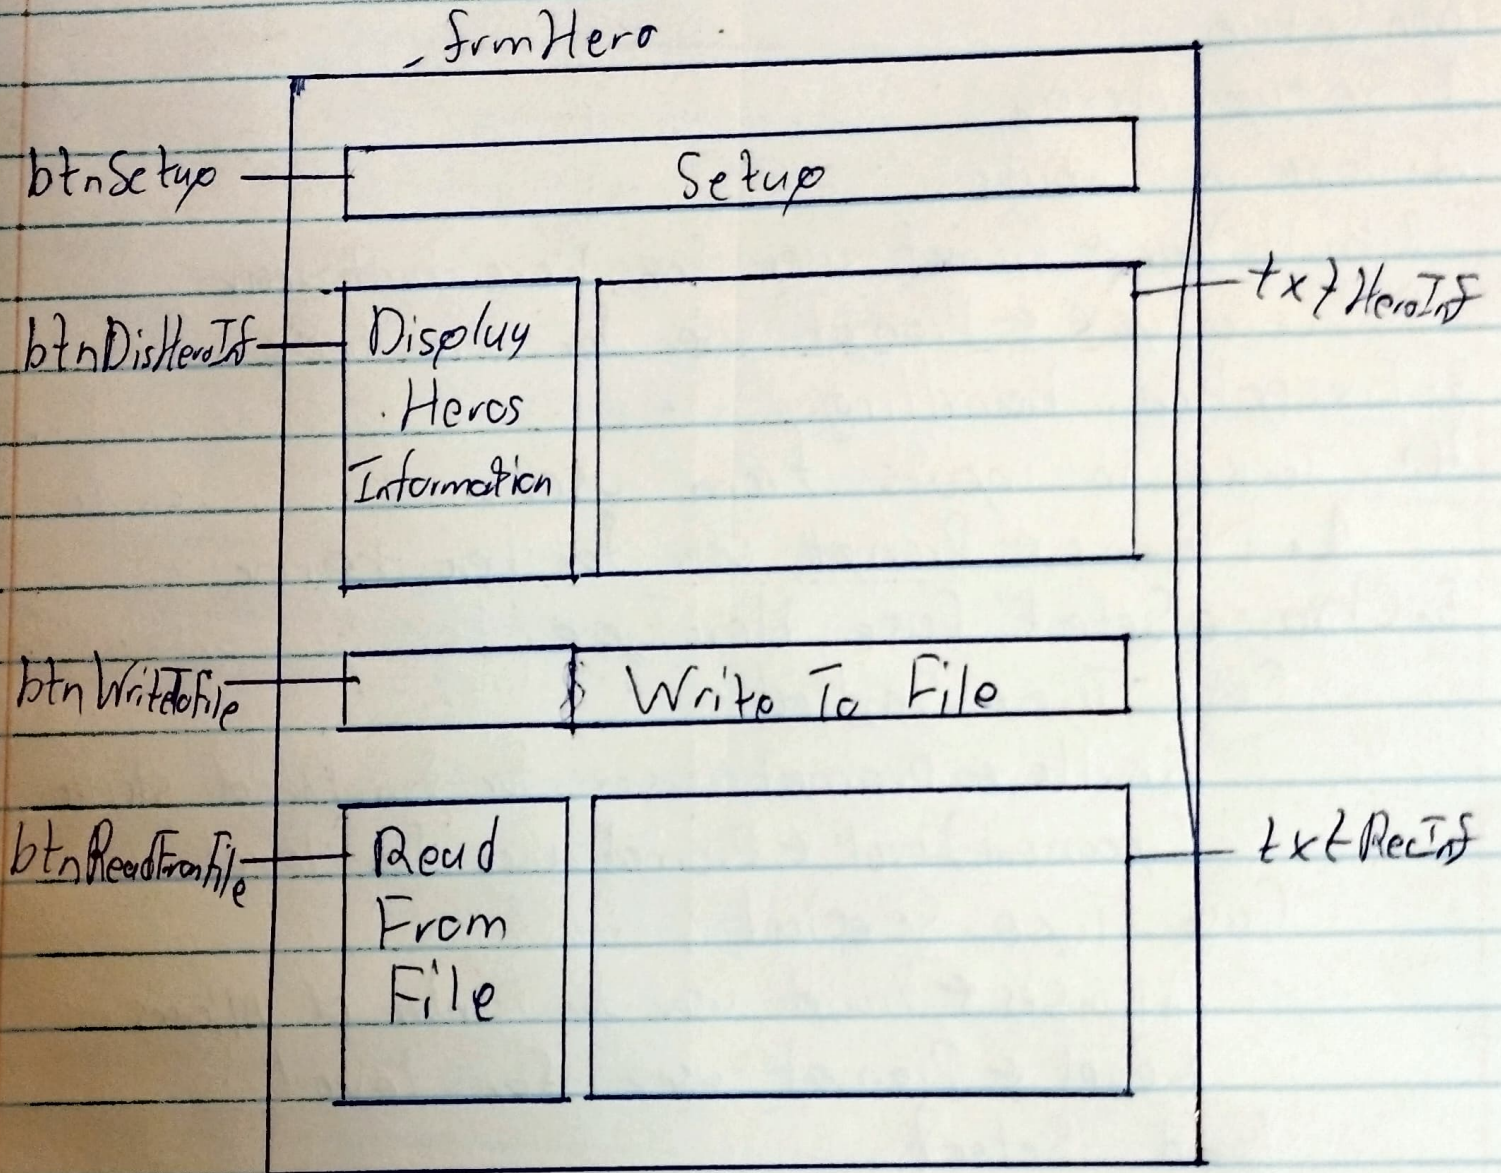 frmHero
btnSetup
Setup
txtHeroInf
btnDisHeroInf
Display
Heros
Information
btnWriteToFile
Write To File
btnReadFromFile
Read
From
File
txtRecInf